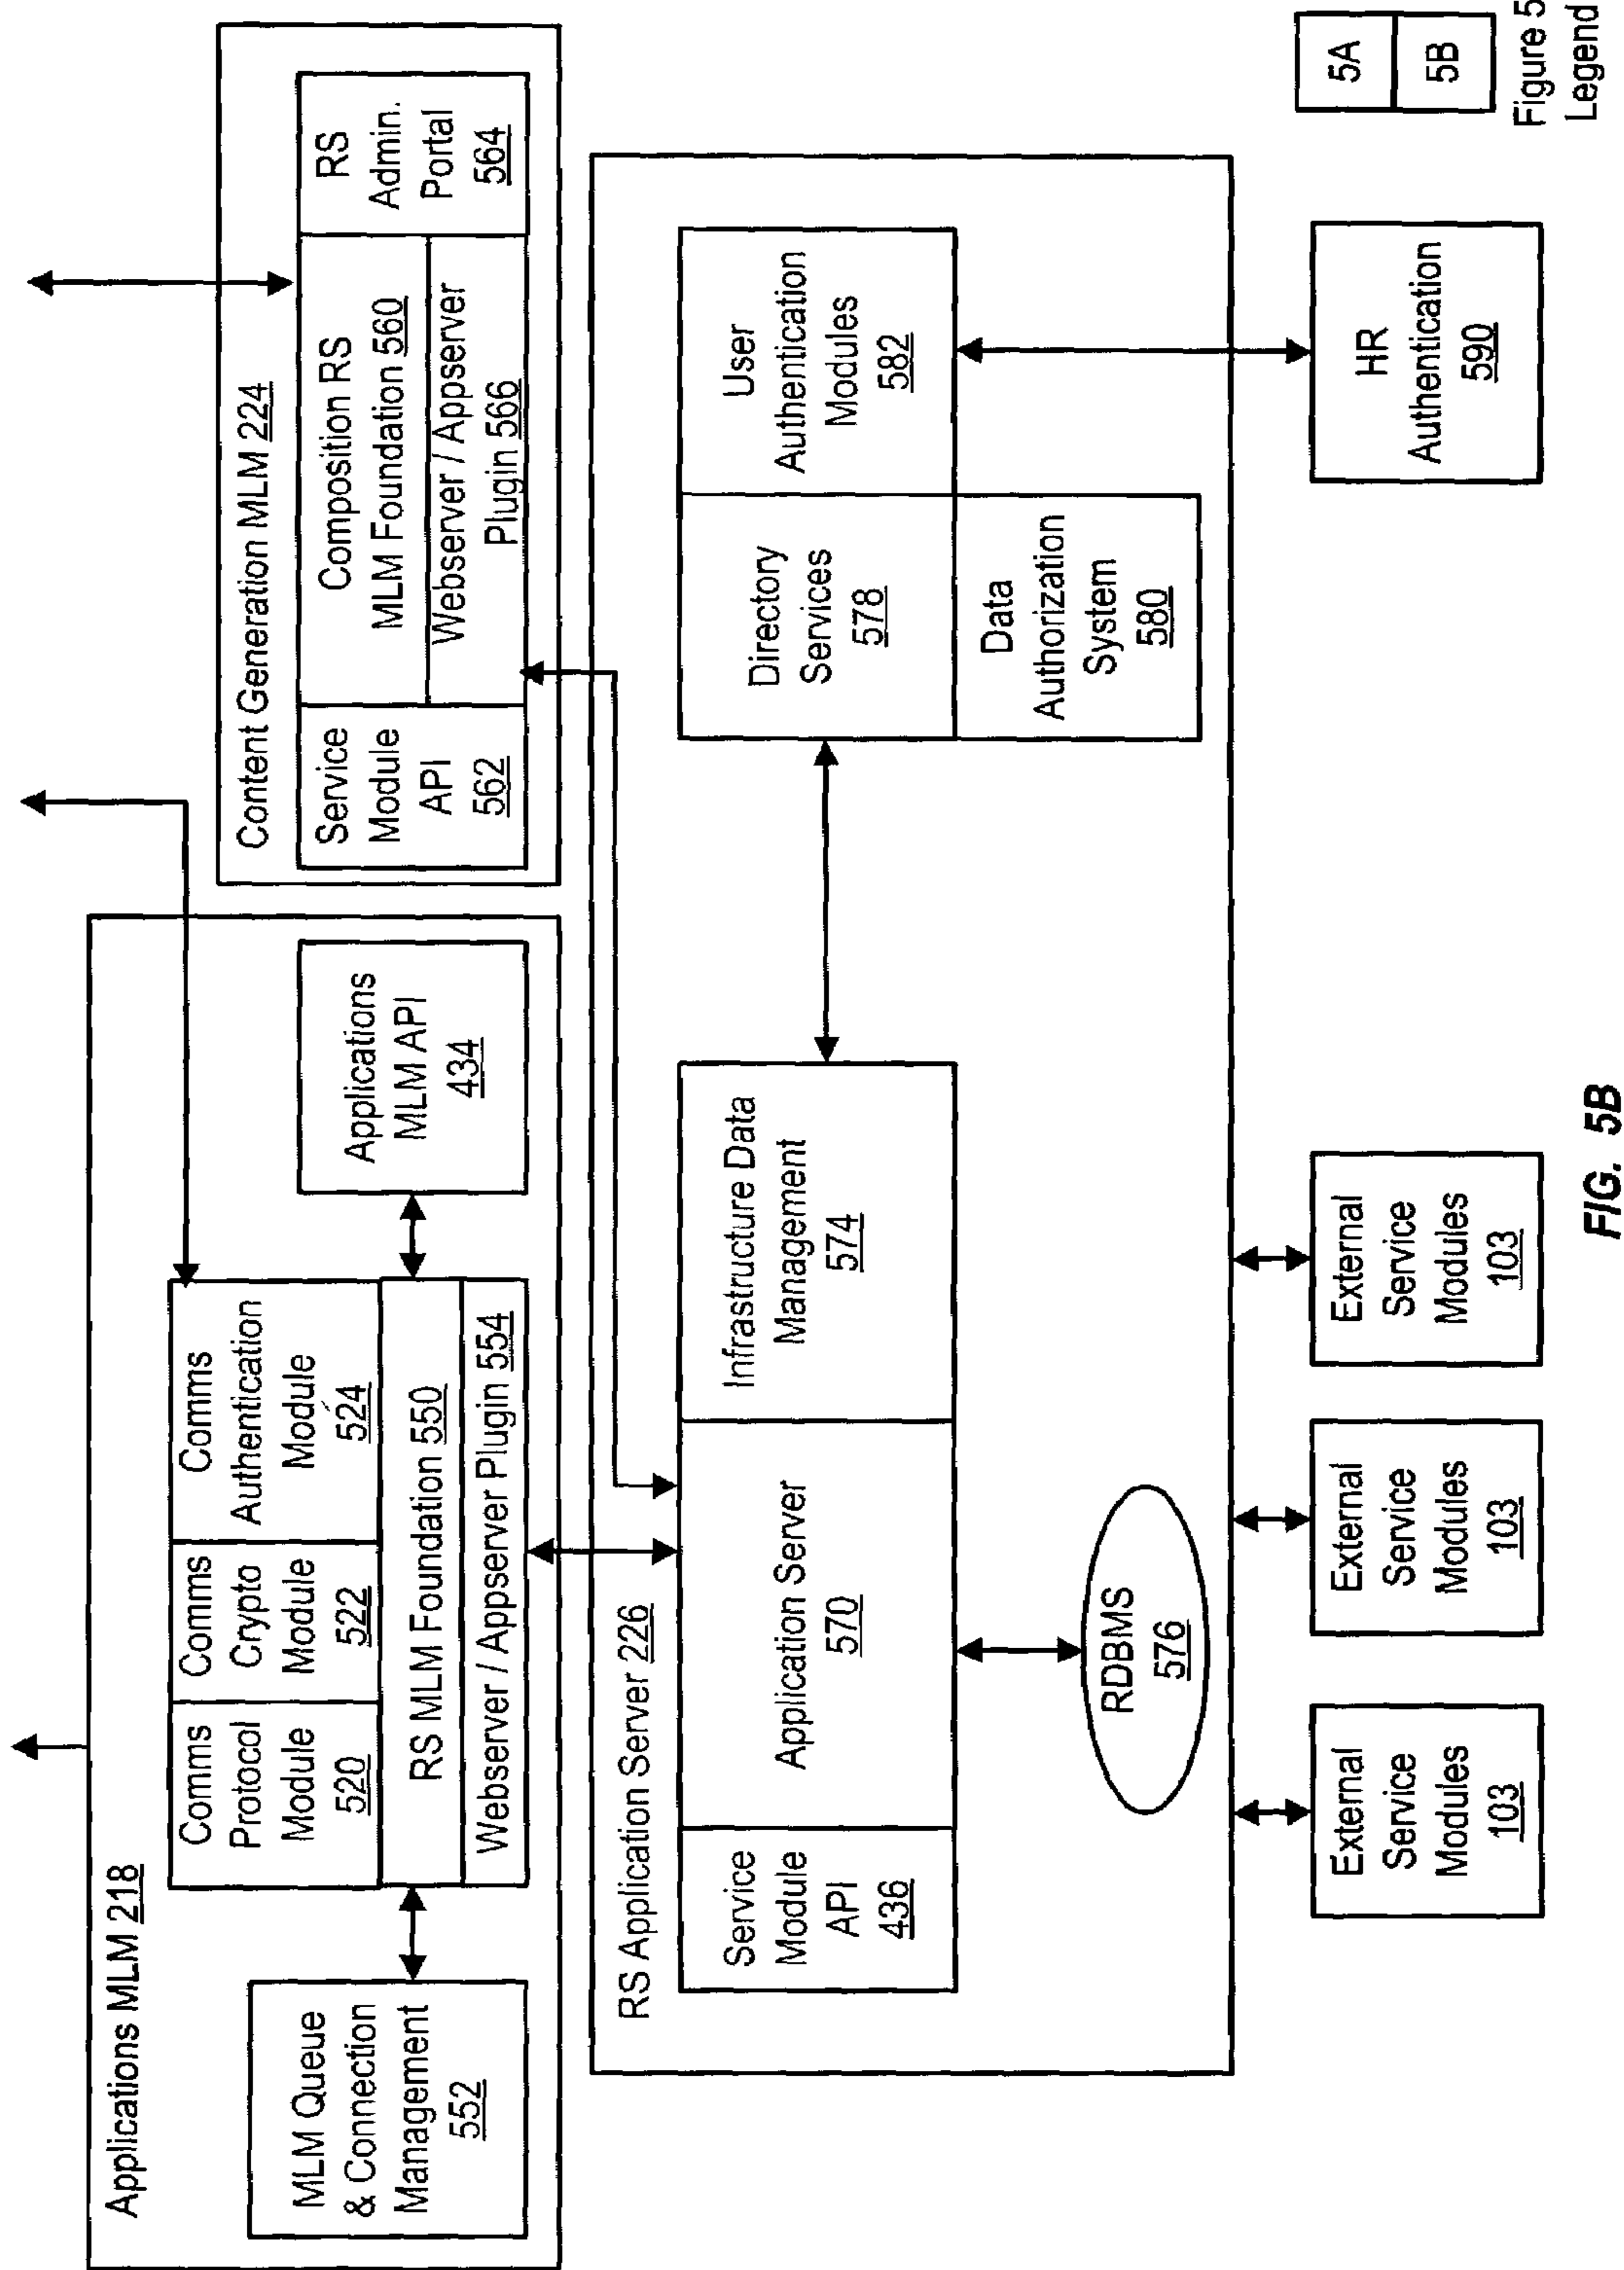 Applications MLM 218
MLM Queue
& Connection
Management
552
Comms
Protocol
Module
520
Comms
Crypto
Module
522
Comms
Authentication
Module
524
RS MLM Foundation 550
Webserver / Appserver Plugin 554
Applications
MLM API
434
Content Generation MLM 224
Service
Module
API
562
Composition RS
MLM Foundation 560
Webserver / Appserver
Plugin 566
RS
Admin.
Portal
564
RS Application Server 226
Service
Module
API
436
Application Server
570
Infrastructure Data
Management
574
RDBMS
576
Directory
Services
578
User
Authentication
Modules
582
Data
Authorization
System
580
External
Service
Modules
103
External
Service
Modules
103
External
Service
Modules
103
HR
Authentication
590
5A
5B
Figure 5
Legend
FIG. 5B